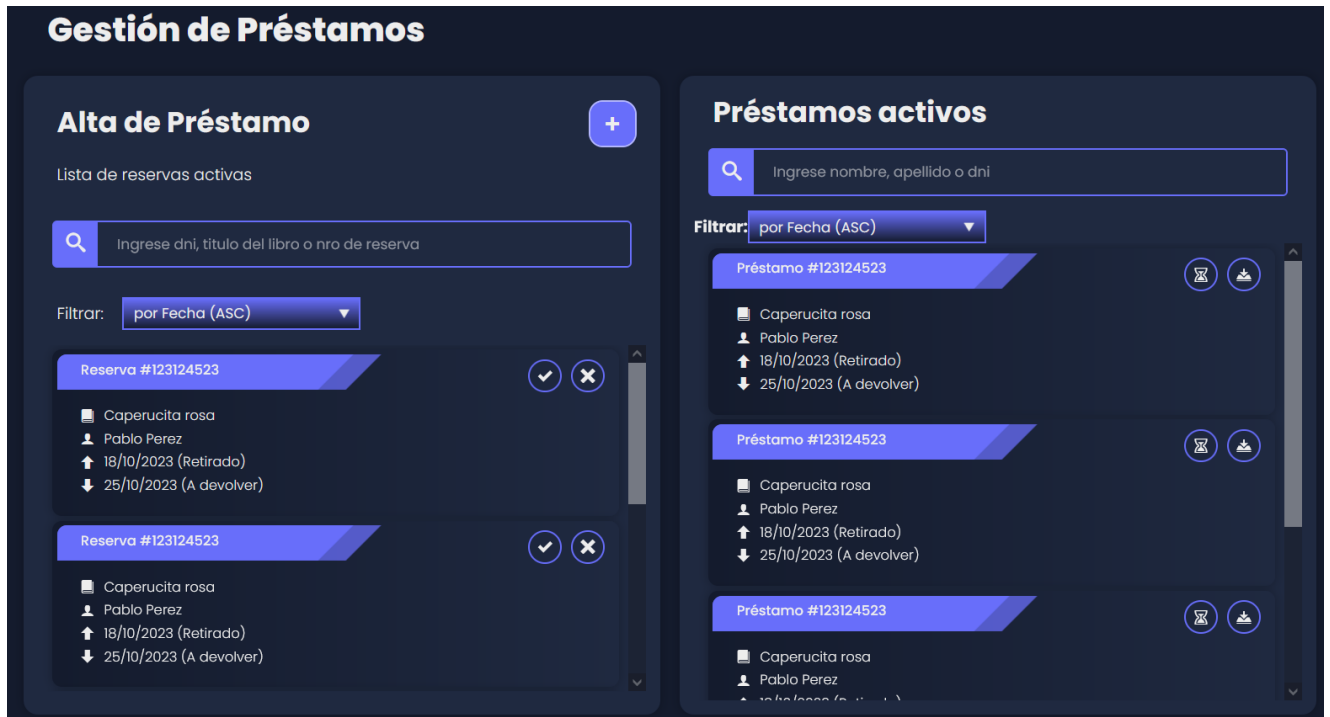 Gestión de Préstamos
Alta de Préstamo
+
Lista de reservas activas
Ingrese dni, titulo del libro o nro de reserva
Filtrar: por Fecha (ASC)
Reserva #123124523
Caperucita rosa
Pablo Perez
18/10/2023 (Retirado)
25/10/2023 (A devolver)
Reserva #123124523
Caperucita rosa
Pablo Perez
18/10/2023 (Retirado)
25/10/2023 (A devolver)
Préstamos activos
Ingrese nombre, apellido o dni
Filtrar: por Fecha (ASC)
Préstamo #123124523
Caperucita rosa
Pablo Perez
18/10/2023 (Retirado)
25/10/2023 (A devolver)
Préstamo #123124523
Caperucita rosa
Pablo Perez
18/10/2023 (Retirado)
25/10/2023 (A devolver)
Préstamo #123124523
Caperucita rosa
Pablo Perez